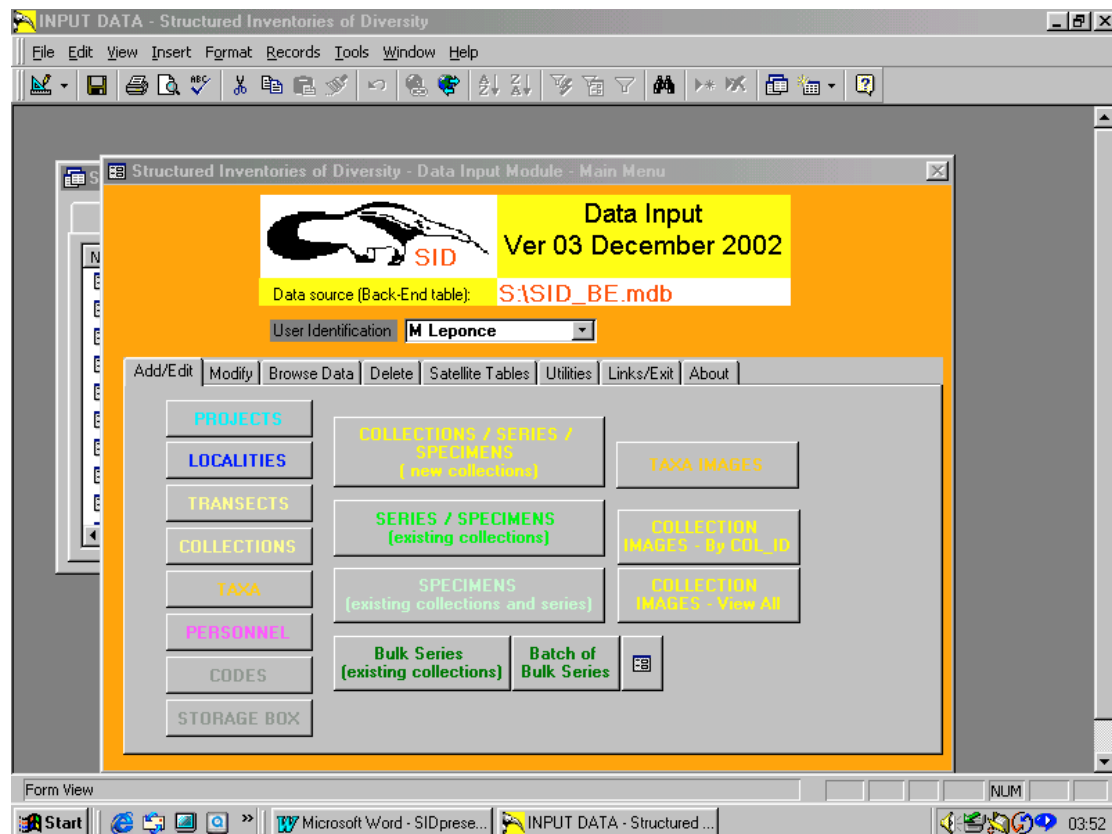 INPUT DATA - Structured Inventories of Diversity
File Edit View Insert Format Records Tools Window Help
ABC
S
Structured Inventories of Diversity - Data Input Module - Main Menu
N
SID
Data Input
Ver 03 December 2002
Data source (Back-End table):
S:\SID_BE.mdb
User Identification
M Leponce
Add/Edit Modify Browse Data Delete Satellite Tables Utilities Links/Exit About
PROJECTS
LOCALITIES
TRANSECTS
COLLECTIONS
TAXA
PERSONNEL
CODES
STORAGE BOX
COLLECTIONS / SERIES /
SPECIMENS
( new collections)
SERIES / SPECIMENS
(existing collections)
SPECIMENS
(existing collections and series)
Bulk Series
(existing collections)
Batch of
Bulk Series
TAXA IMAGES
COLLECTION
IMAGES - By COL_ID
COLLECTION
IMAGES - View All
Form View
NUM
Start
»
Microsoft Word - SIDprese...
INPUT DATA - Structured ...
03:52